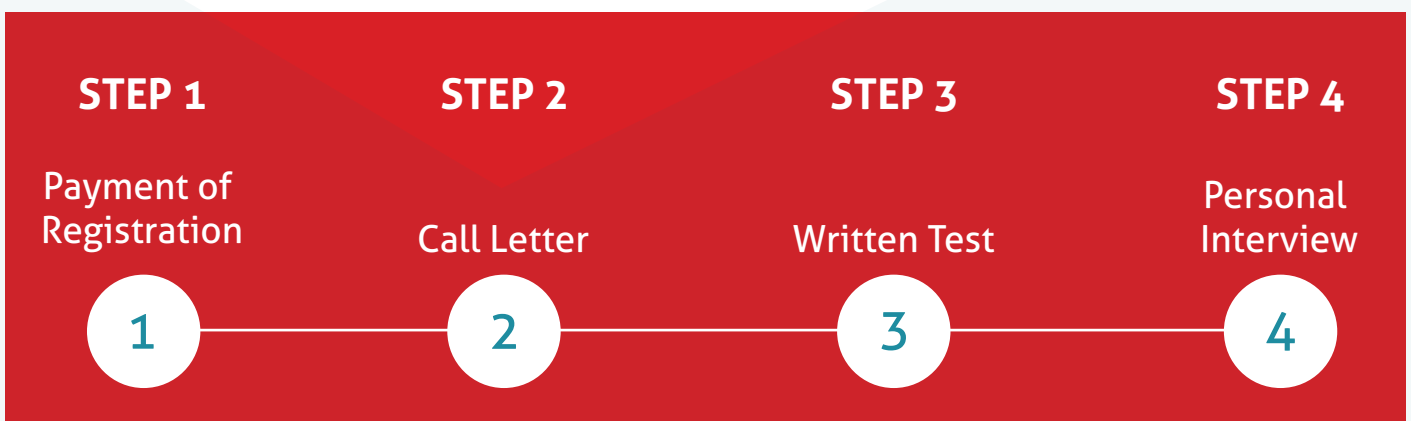 STEP 1
Payment of
Registration
1
STEP 2
Call Letter
2
STEP 3
Written Test
3
STEP 4
Personal
Interview
4